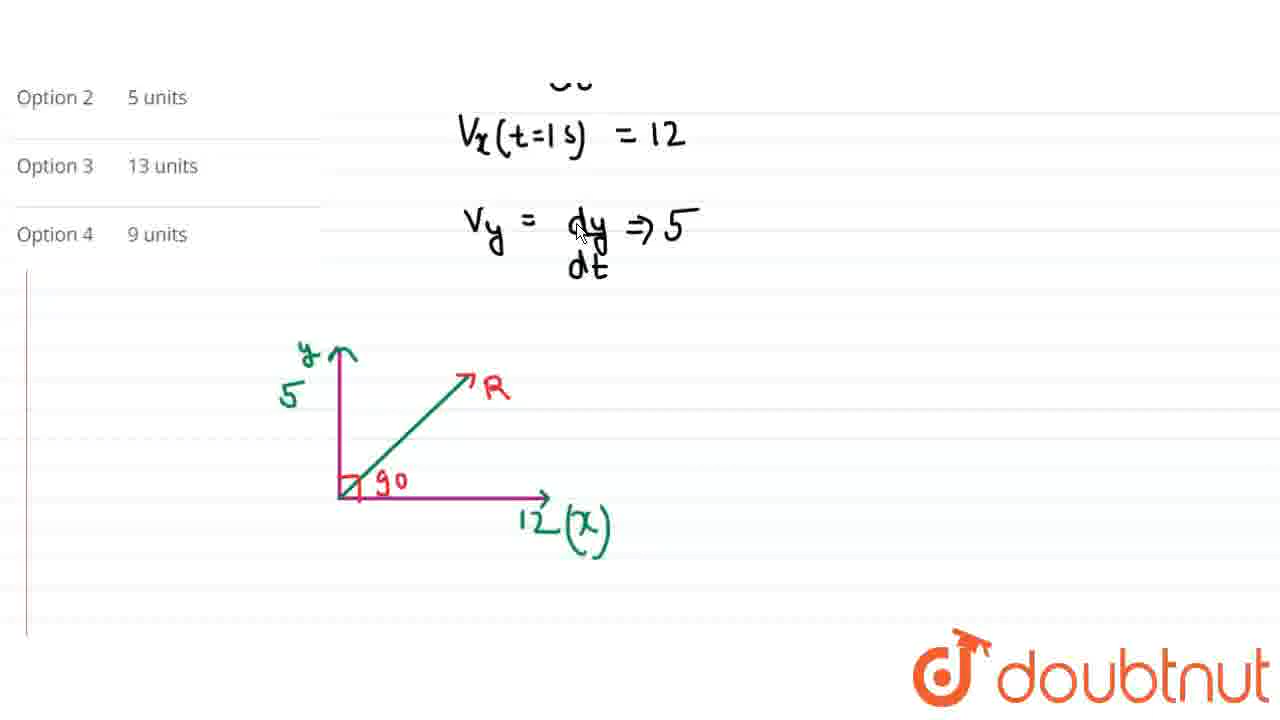 Option 2 5 units
Vx(t=1s) = 12
Option 3 13 units
Vy = dy/dt ⇒ 5
Option 4 9 units
y
5
R
90
12(x)
doubtnut